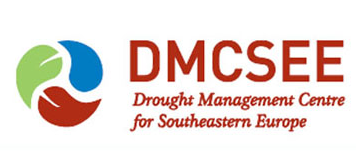 DMCSEE
Drought Management Centre
for Southeastern Europe